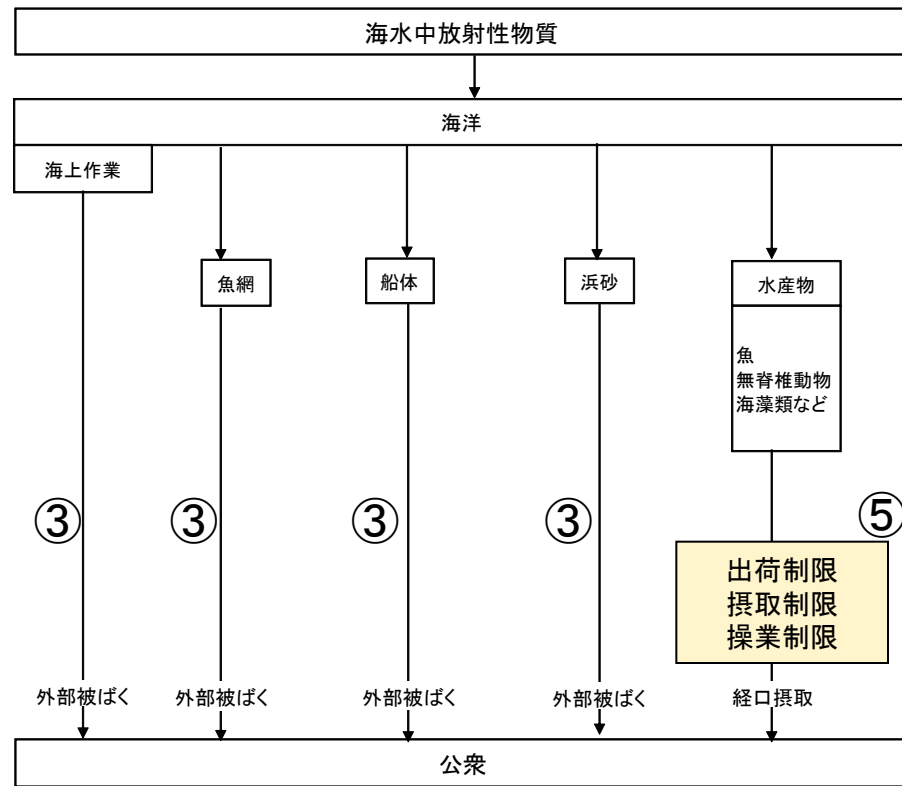 海水中放射性物質
海洋
海上作業
魚網
船体
浜砂
水産物
魚
無脊椎動物
海藻類など
③
③
③
③
⑤
出荷制限
摂取制限
操業制限
外部被ばく
外部被ばく
外部被ばく
外部被ばく
経口摂取
公衆